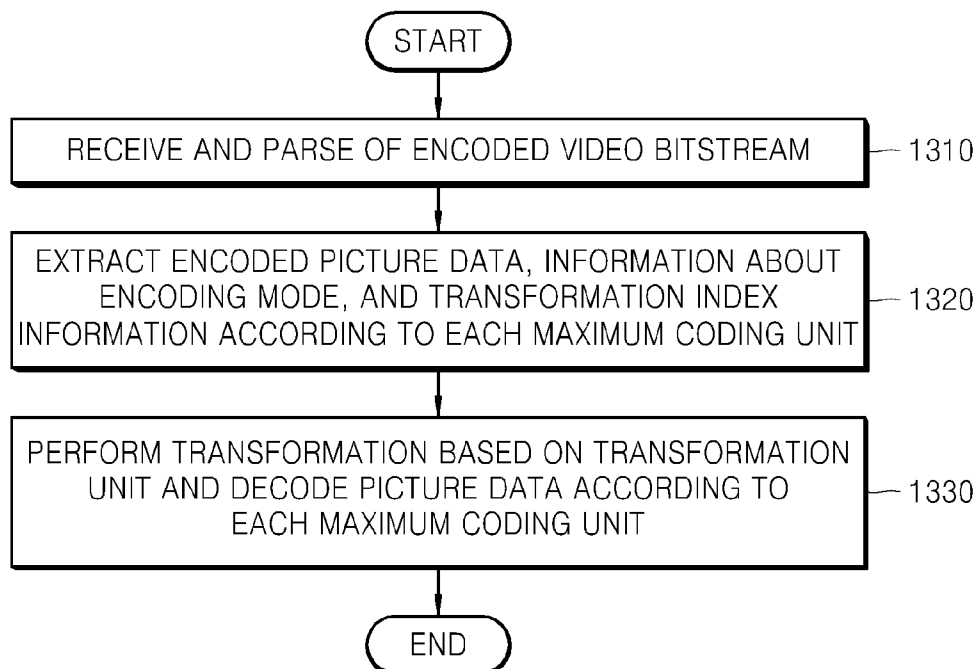 START
RECEIVE AND PARSE OF ENCODED VIDEO BITSTREAM
1310
EXTRACT ENCODED PICTURE DATA, INFORMATION ABOUT
ENCODING MODE, AND TRANSFORMATION INDEX
INFORMATION ACCORDING TO EACH MAXIMUM CODING UNIT
1320
PERFORM TRANSFORMATION BASED ON TRANSFORMATION
UNIT AND DECODE PICTURE DATA ACCORDING TO
EACH MAXIMUM CODING UNIT
1330
END